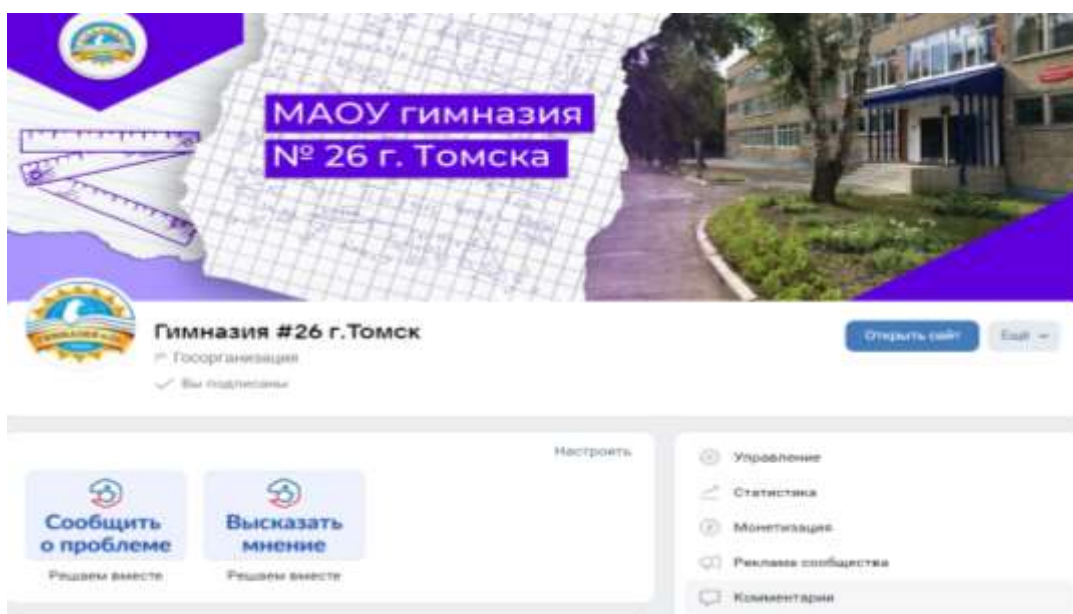 МАОУ гимназия
№ 26 г. Томска
Гимназия #26 г.Томск
Госорганизация
Вы подписаны
Открыть сайт
Ещё
Настроить
Сообщить
о проблеме
Решаем вместе
Высказать
мнение
Решаем вместе
Управление
Статистика
Монетизация
Реклама сообщества
Комментарии